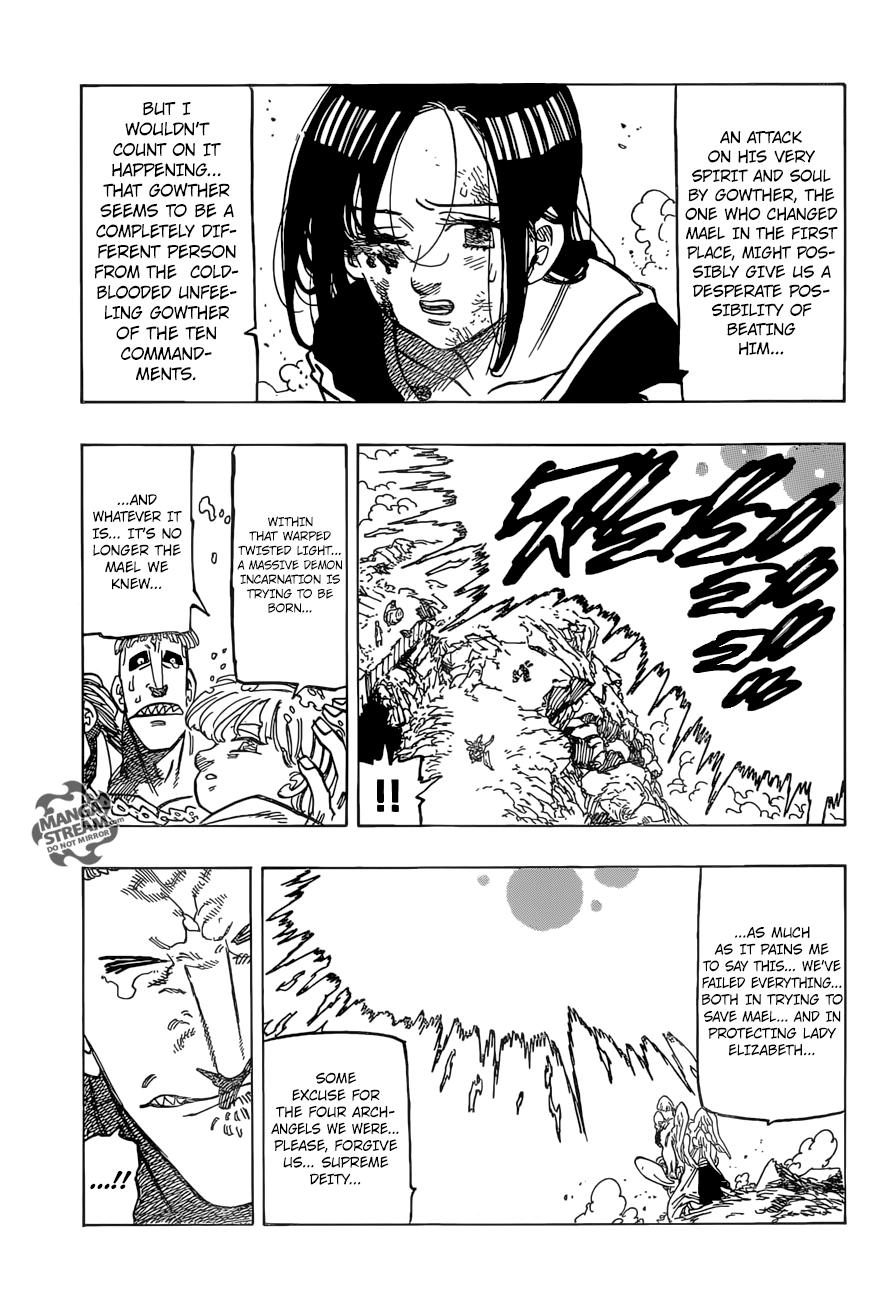 AN ATTACK
ON HIS VERY
SPIRIT AND SOUL
BY GOWTHER, THE
ONE WHO CHANGED
MAEL IN THE FIRST
PLACE, MIGHT POS-
SIBLY GIVE US A
DESPERATE POS-
SIBILITY OF
BEATING
HIM...
BUT I
WOULDN'T
COUNT ON IT
HAPPENING...
THAT GOWTHER
SEEMS TO BE A
COMPLETELY DIF-
FERENT PERSON
FROM THE COLD-
BLOODED UNFEE-
LING GOWTHER
OF THE TEN
COMMAND-
MENTS.
!!
WITHIN
THAT WARPED
TWISTED LIGHT...
A MASSIVE DEMON
INCARNATION IS
TRYING TO BE
BORN...
...AND
WHATEVER IT
IS... IT'S NO
LONGER THE
MAEL WE
KNEW...
MANGA
STREAM.com
DO NOT MIRROR
...AS MUCH
AS IT PAINS ME
TO SAY THIS... WE'VE
FAILED EVERYTHING...
BOTH IN TRYING TO
SAVE MAEL... AND IN
PROTECTING LADY
ELIZABETH...
SOME
EXCUSE FOR
THE FOUR ARCH-
ANGELS WE WERE...
PLEASE, FORGIVE
US... SUPREME
DEITY...
...!!